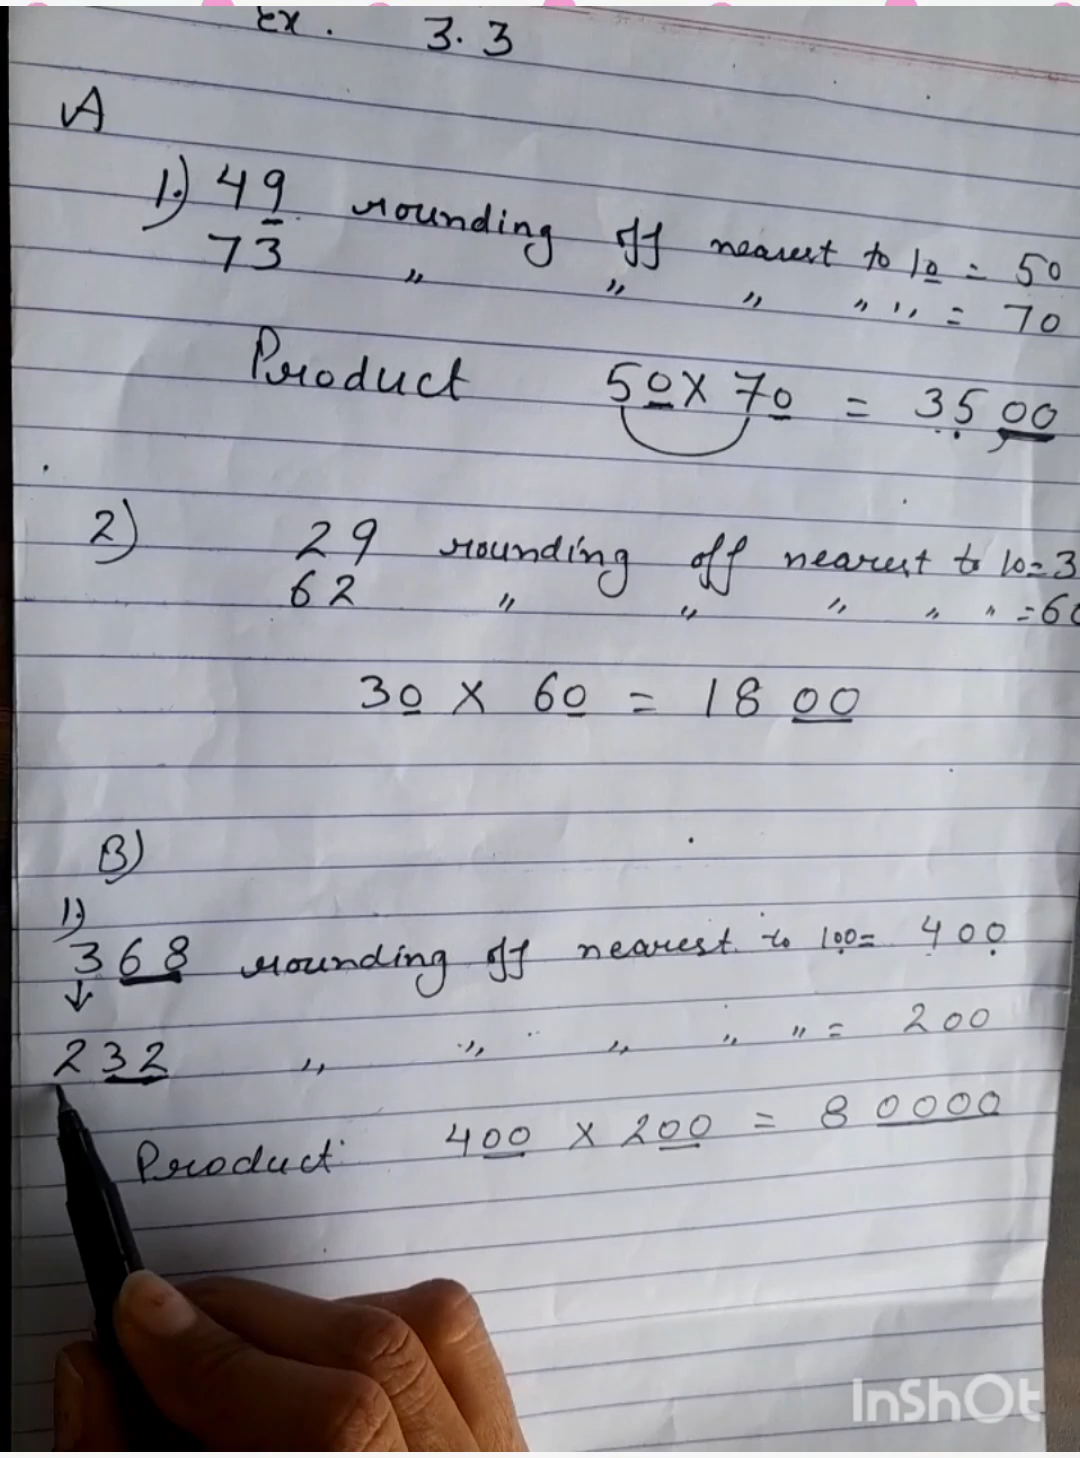 Ex. 3.3
A
1.) 49 rounding off nearest to 10 = 50
73 " " " " " = 70
Product 50 X 70 = 3500
2) 29 rounding off nearest to 10 = 3
62 " " " " " = 60
30 X 60 = 1800
B)
1.)
368 rounding off nearest to 100 = 400
232 " " " " " = 200
Product: 400 X 200 = 80000
InShOt